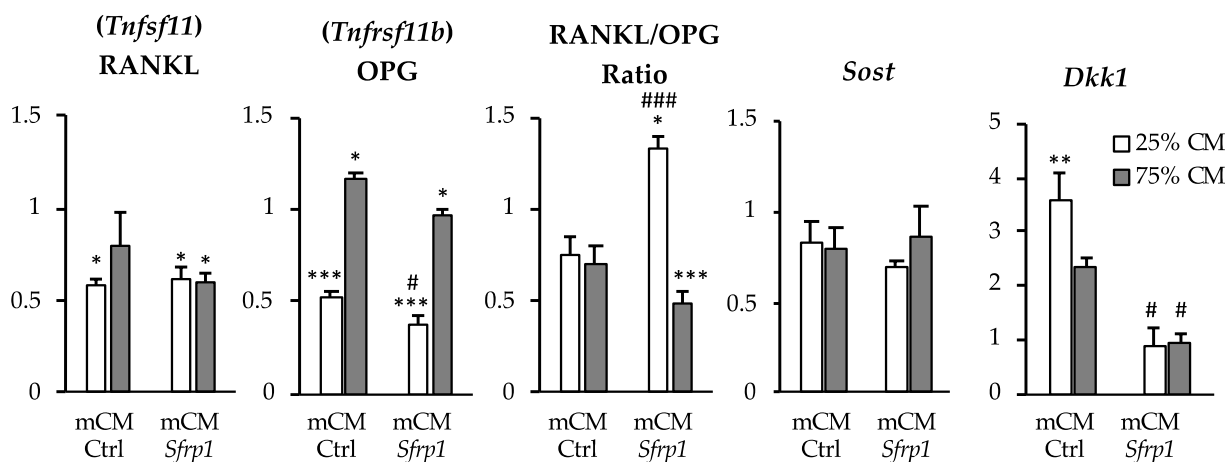 (Tnfsf11)
RANKL
1.5
1
0.5
0
*
*
*
mCM
Ctrl
mCM
Sfrp1
(Tnfrsf11b)
OPG
1.5
1
0.5
0
***
*
#
***
*
mCM
Ctrl
mCM
Sfrp1
RANKL/OPG
Ratio
1.5
1
0.5
0
###
*
***
mCM
Ctrl
mCM
Sfrp1
Sost
1.5
1
0.5
0
mCM
Ctrl
mCM
Sfrp1
Dkk1
5
4
3
2
1
0
**
#
#
25% CM
75% CM
mCM
Ctrl
mCM
Sfrp1